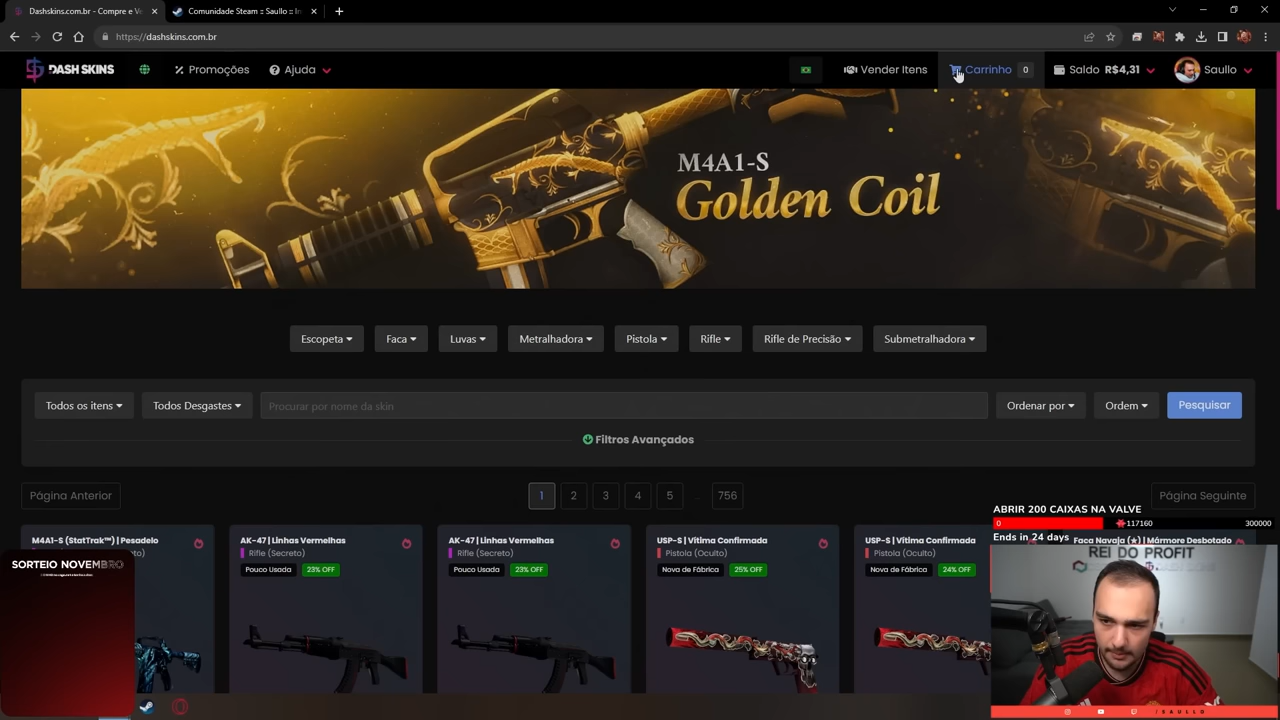 Dashskins.com.br - Compre e V
Comunidade Steam :: Saullo :: In
https://dashskins.com.br
DASH SKINS
Promoções
Ajuda
Vender Itens
Carrinho
0
Saldo R$4,31
Saullo
M4A1-S
Golden Coil
Escopeta
Faca
Luvas
Metralhadora
Pistola
Rifle
Rifle de Precisão
Submetralhadora
Todos os itens
Todos Desgastes
Procurar por nome da skin
Ordenar por
Ordem
Pesquisar
Filtros Avançados
Página Anterior
1
2
3
4
5
756
Página Seguinte
ABRIR 200 CAIXAS NA VALVE
0
117160
300000
Ends in 24 days
M4A1-S (StatTrak™) | Pesadelo
AK-47 | Linhas Vermelhas
Rifle (Secreto)
Pouco Usada
23% OFF
AK-47 | Linhas Vermelhas
Rifle (Secreto)
Pouco Usada
23% OFF
USP-S | Vítima Confirmada
Pistola (Oculto)
Nova de Fábrica
25% OFF
USP-S | Vítima Confirmada
Pistola (Oculto)
Nova de Fábrica
24% OFF
Faca Navaja (★) | Mármore Desbotado
SORTEIO NOVEMBRO
REI DO PROFIT
/SAULLO